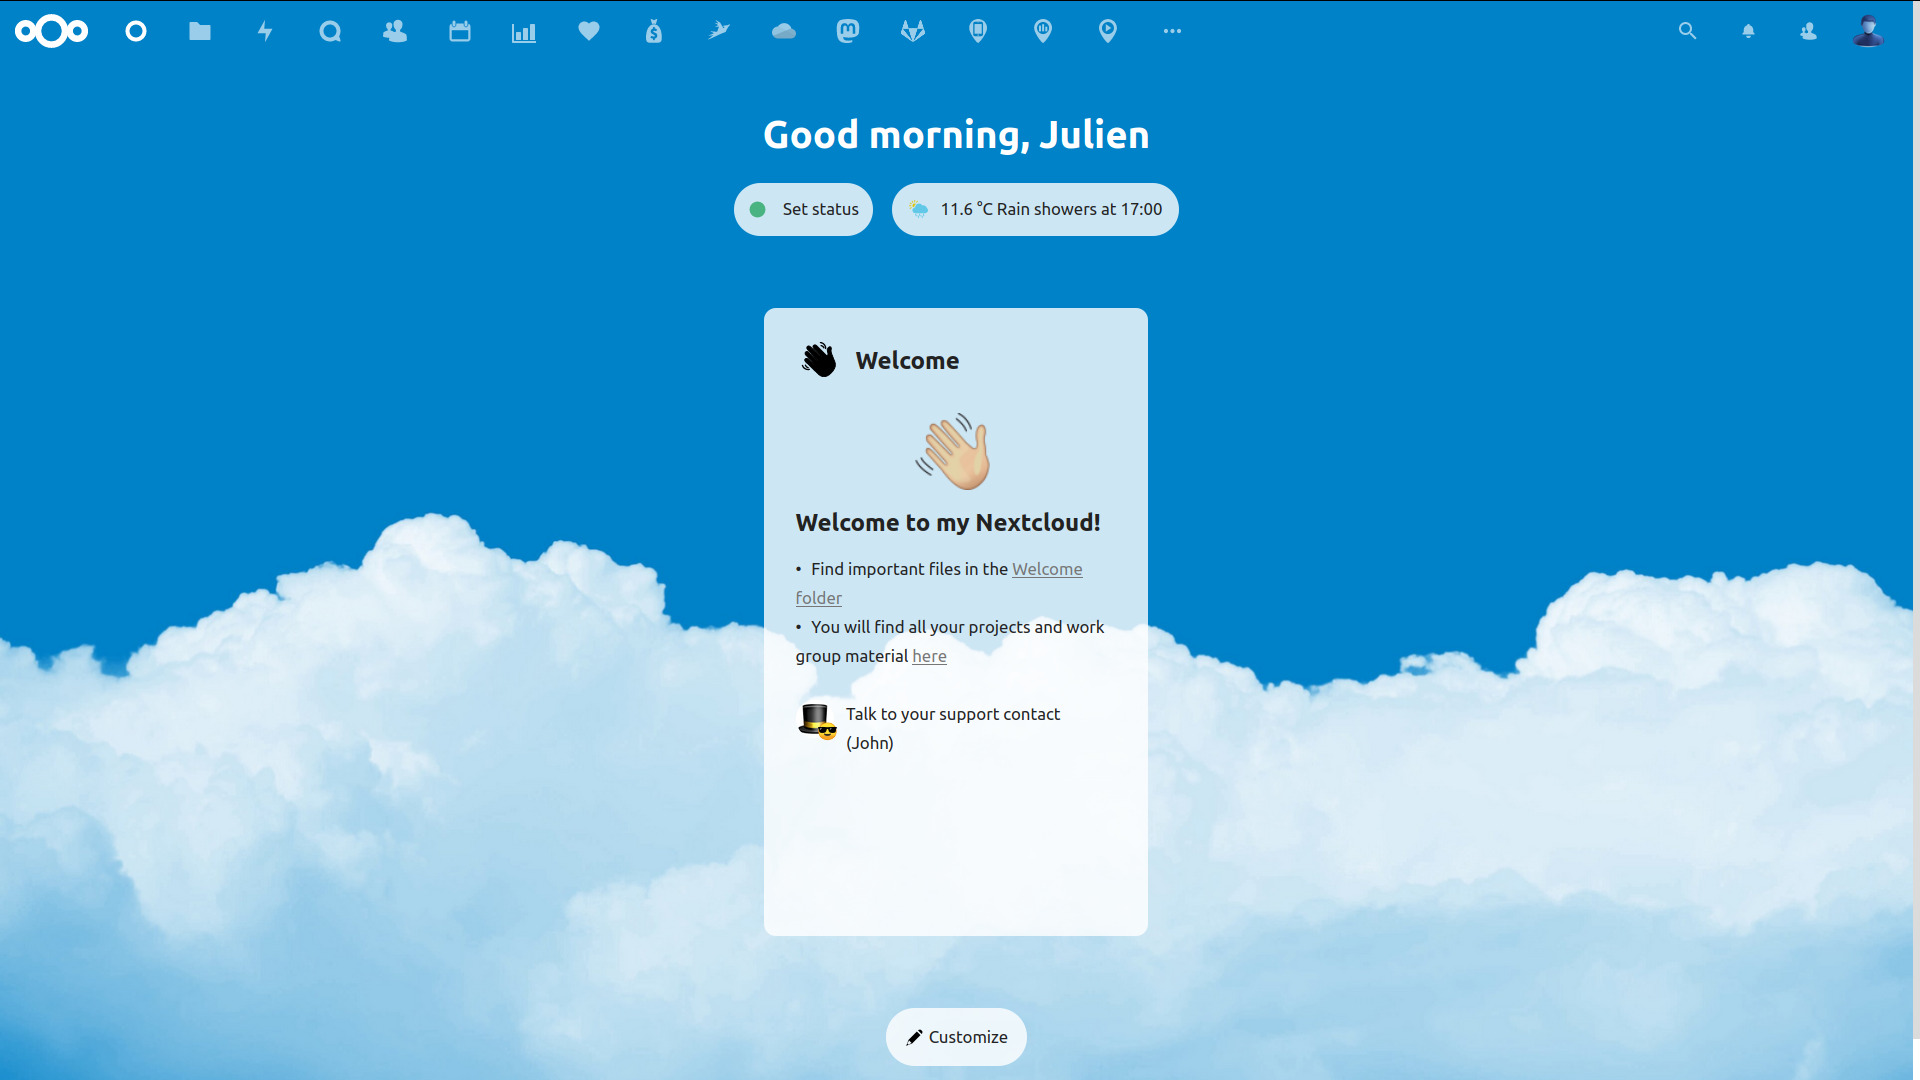 Good morning, Julien
Set status
11.6 °C Rain showers at 17:00
Welcome
Welcome to my Nextcloud!
• Find important files in the Welcome
folder
• You will find all your projects and work
group material here
Talk to your support contact
(John)
Customize